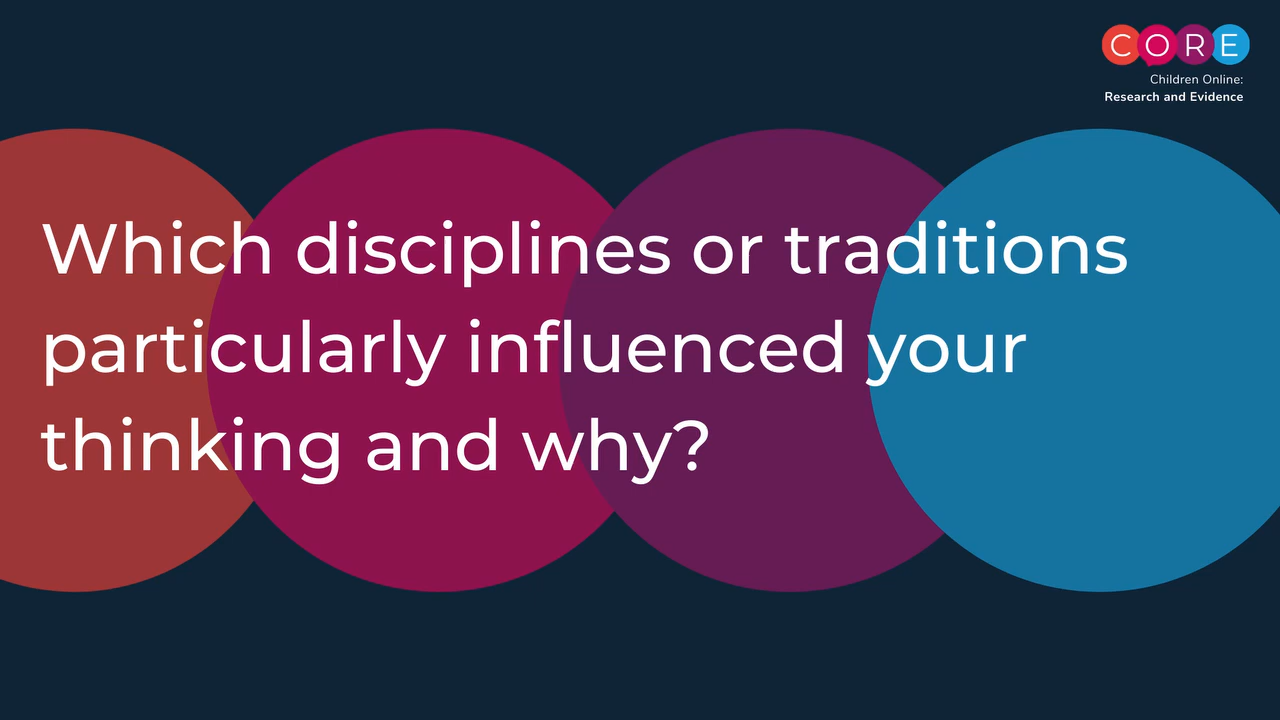 CORE
Children Online:
Research and Evidence
Which disciplines or traditions
particularly influenced your
thinking and why?